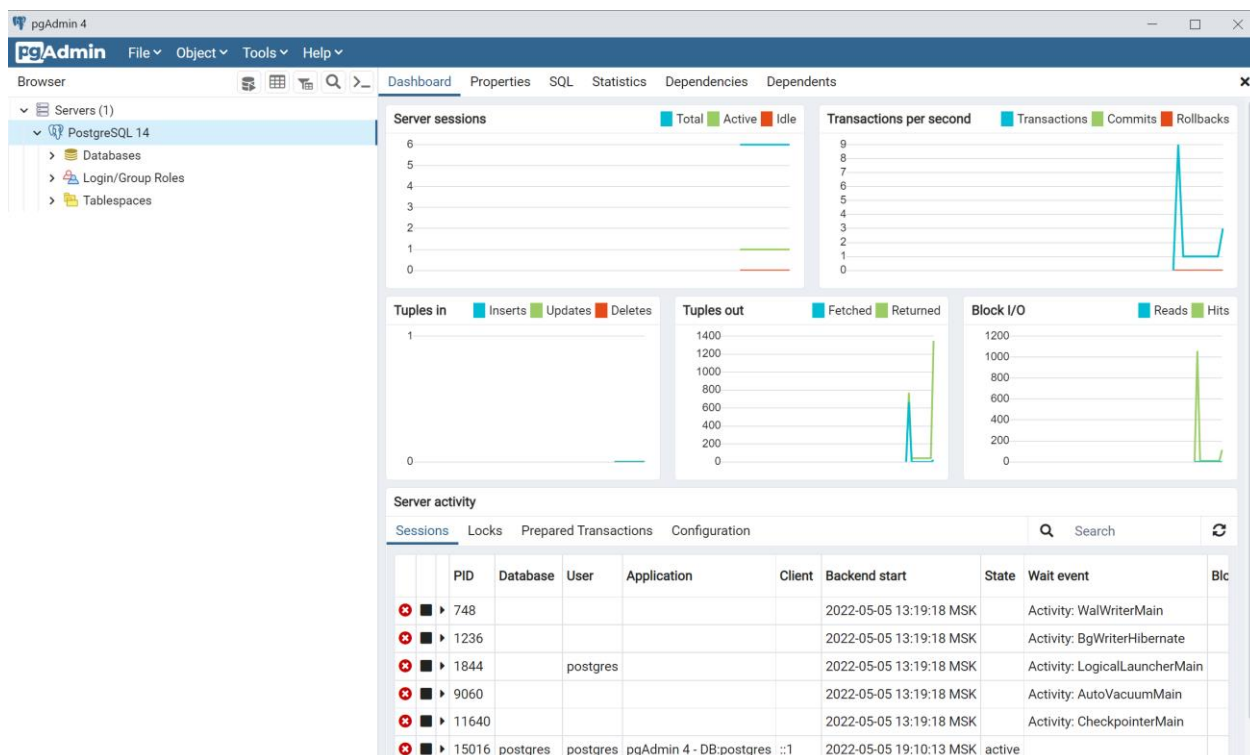 pgAdmin 4
pgAdmin File Object Tools Help
Browser
Servers (1)
PostgreSQL 14
Databases
Login/Group Roles
Tablespaces
Dashboard Properties SQL Statistics Dependencies Dependents
Server sessions Total Active Idle
6
5
4
3
2
1
0
Transactions per second Transactions Commits Rollbacks
9
8
7
6
5
4
3
2
1
0
Tuples in Inserts Updates Deletes
1
0
Tuples out Fetched Returned
1400
1200
1000
800
600
400
200
0
Block I/O Reads Hits
1200
1000
800
600
400
200
0
Server activity
Sessions Locks Prepared Transactions Configuration Search
PID Database User Application Client Backend start State Wait event Blc
748 2022-05-05 13:19:18 MSK Activity: WalWriterMain
1236 2022-05-05 13:19:18 MSK Activity: BgWriterHibernate
1844 postgres 2022-05-05 13:19:18 MSK Activity: LogicalLauncherMain
9060 2022-05-05 13:19:18 MSK Activity: AutoVacuumMain
11640 2022-05-05 13:19:18 MSK Activity: CheckpointerMain
15016 postgres postgres pgAdmin 4 - DB:postgres ::1 2022-05-05 19:10:13 MSK active